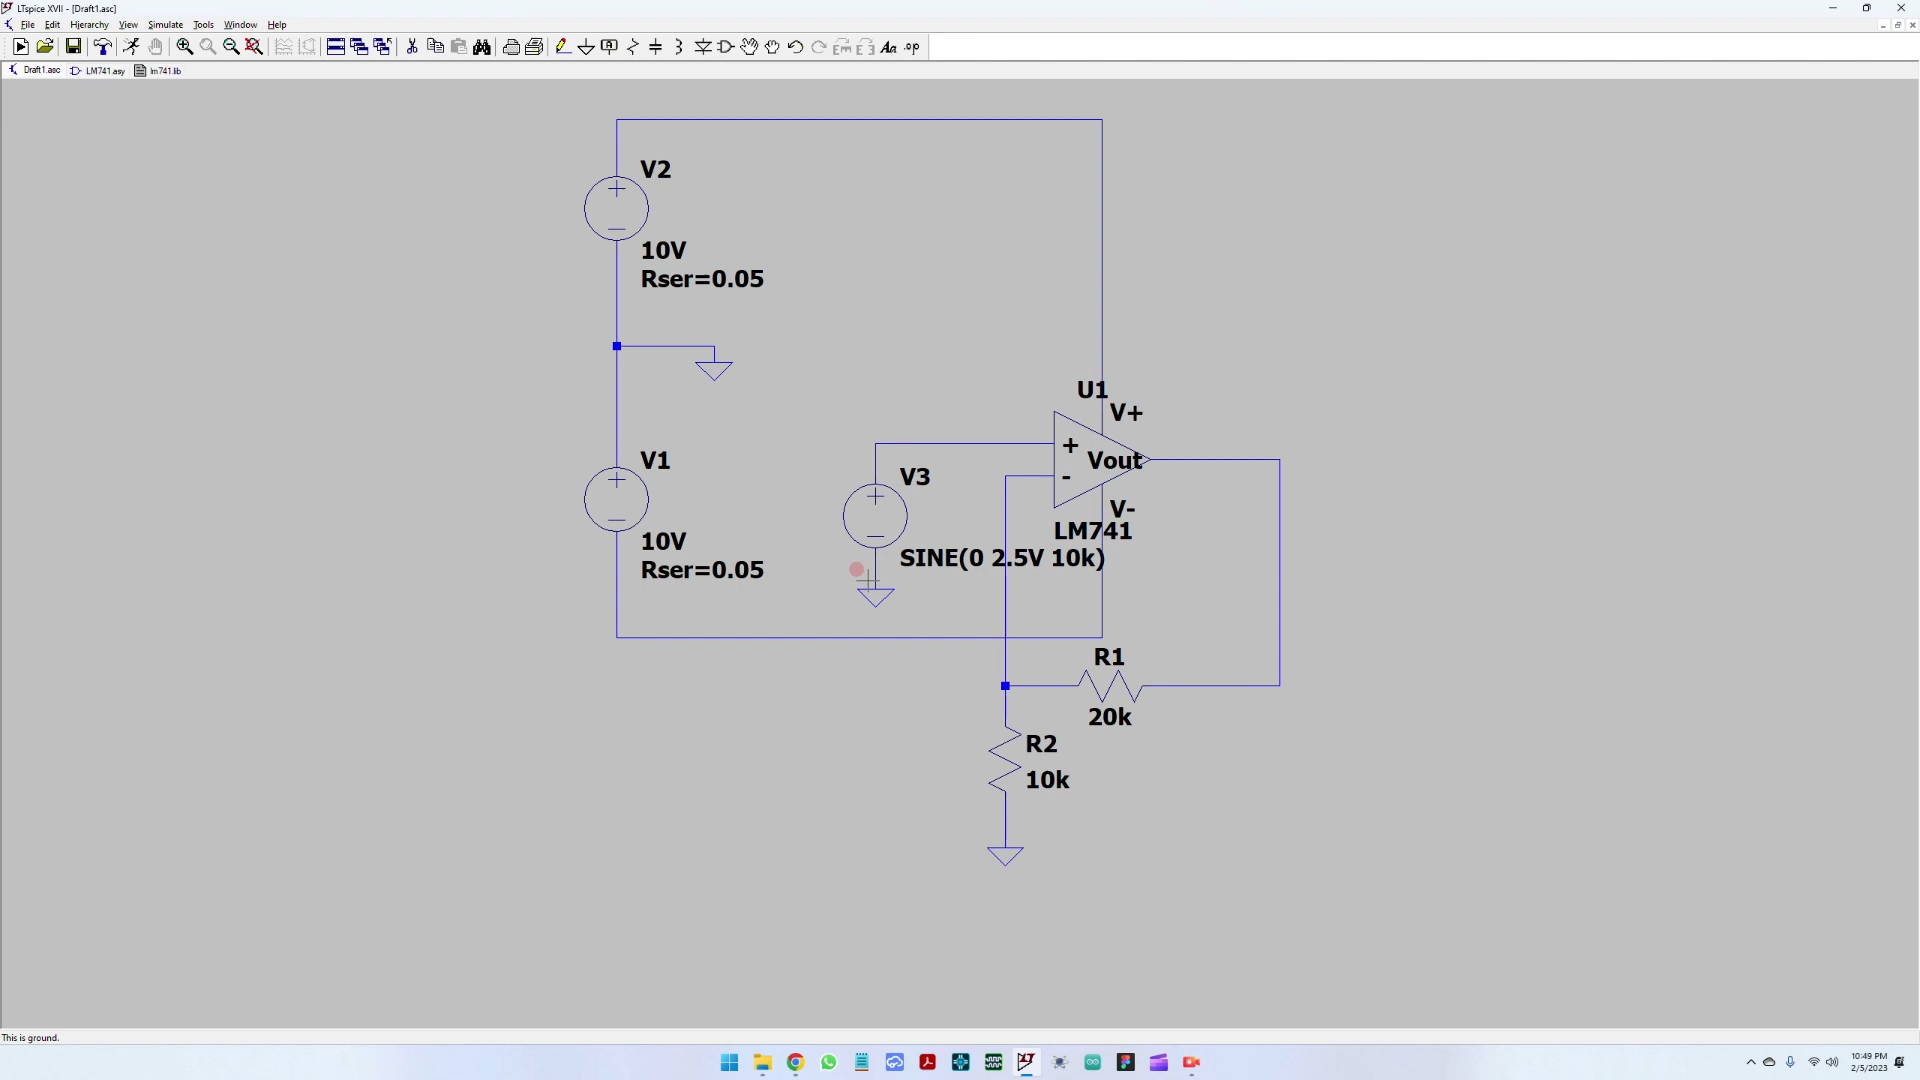 LTspice XVII - [Draft1.asc]
File Edit Hierarchy View Simulate Tools Window Help
Draft1.asc LM741.asy lm741.lib
V2
+
10V
Rser=0.05
V1
+
10V
Rser=0.05
V3
+
SINE(0 2.5V 10k)
U1
V+
+
Vout
-
V-
LM741
R1
20k
R2
10k
This is ground.
10:49 PM
2/5/2023